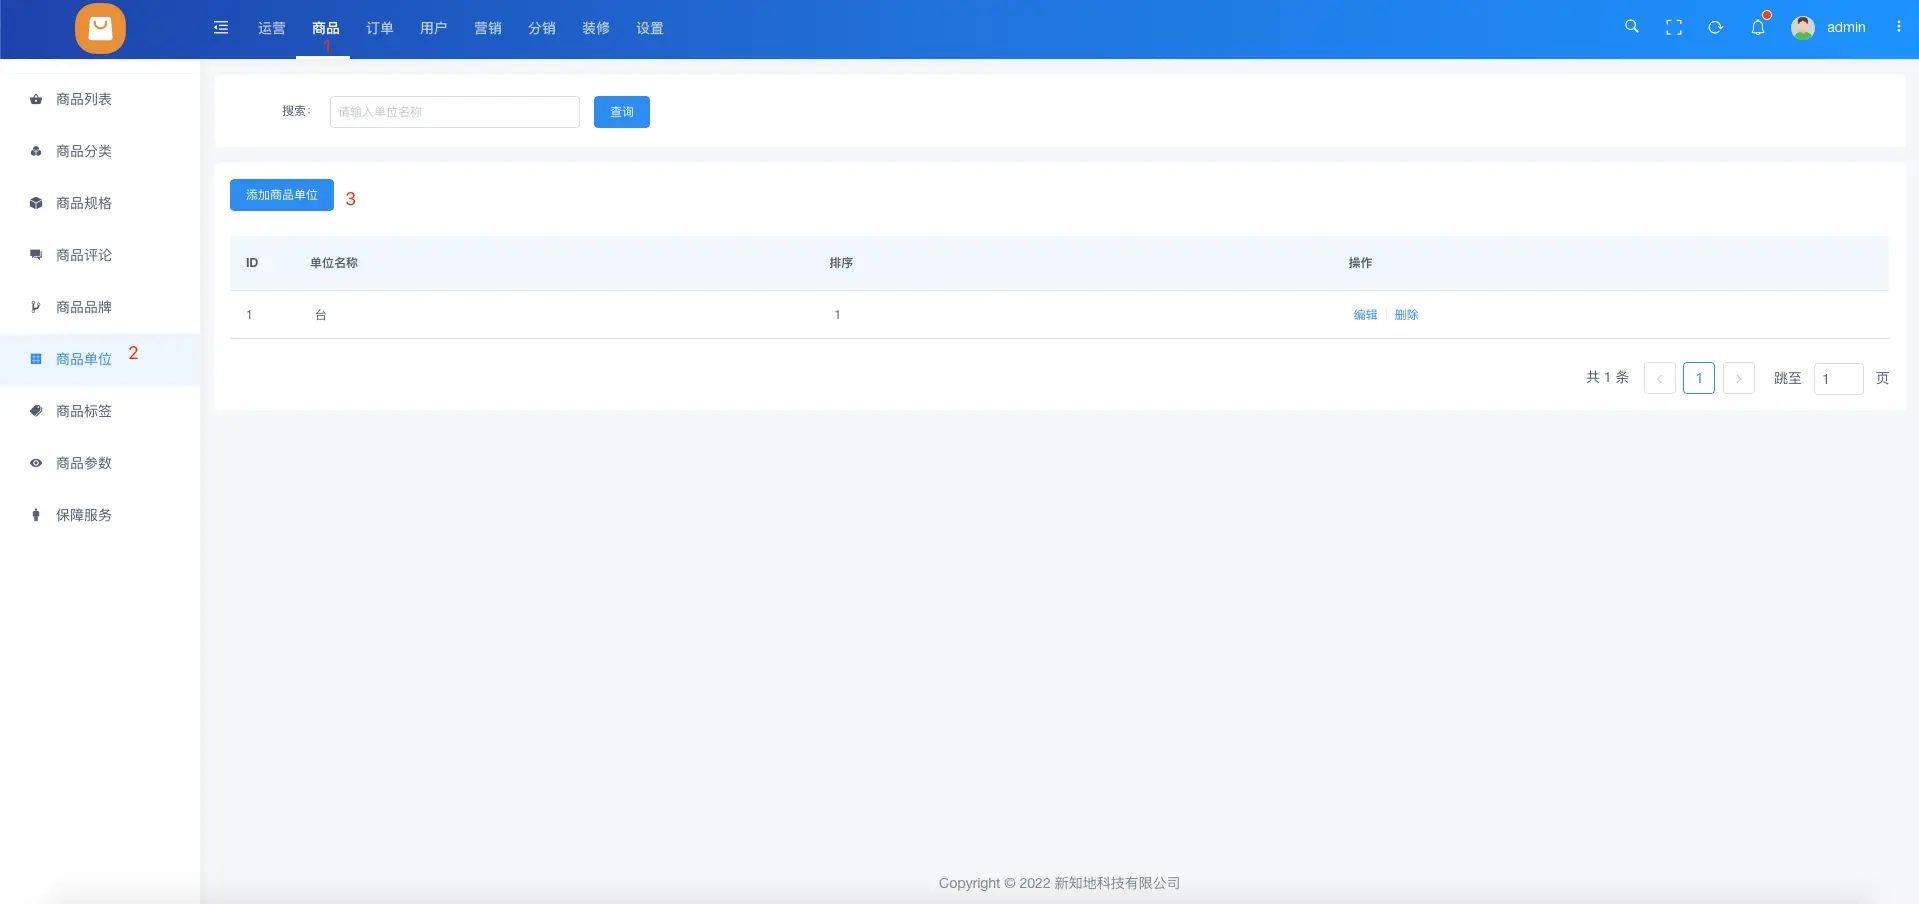 运营 商品 订单 用户 营销 分销 装修 设置 admin
1
商品列表
商品分类
商品规格
商品评论
商品品牌
商品单位 2
商品标签
商品参数
保障服务
搜索： 请输入单位名称 查询
添加商品单位 3
ID 单位名称 排序 操作
1 台 1 编辑 删除
共 1 条 1 跳至 1 页
Copyright © 2022 新知地科技有限公司